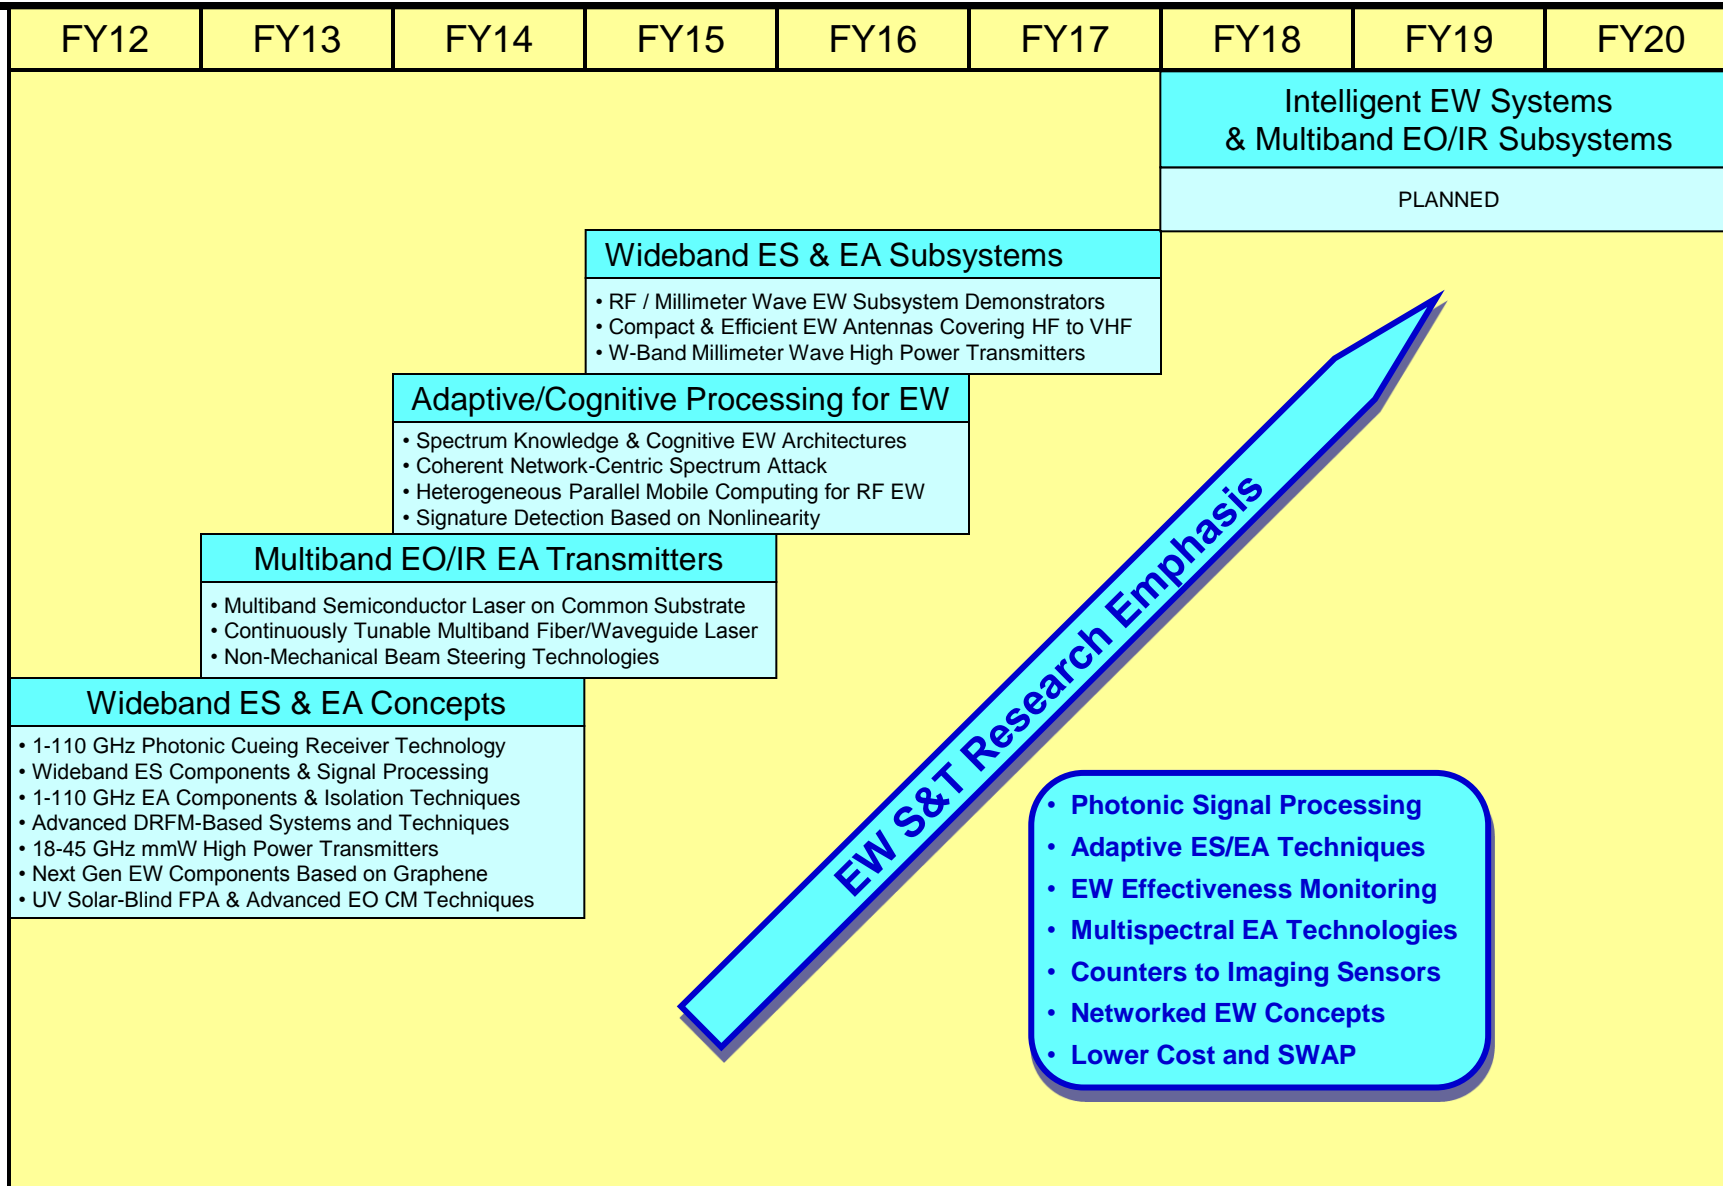 FY12 FY13 FY14 FY15 FY16 FY17 FY18 FY19 FY20
Intelligent EW Systems
& Multiband EO/IR Subsystems
PLANNED
Wideband ES & EA Subsystems
• RF / Millimeter Wave EW Subsystem Demonstrators
• Compact & Efficient EW Antennas Covering HF to VHF
• W-Band Millimeter Wave High Power Transmitters
Adaptive/Cognitive Processing for EW
• Spectrum Knowledge & Cognitive EW Architectures
• Coherent Network-Centric Spectrum Attack
• Heterogeneous Parallel Mobile Computing for RF EW
• Signature Detection Based on Nonlinearity
Multiband EO/IR EA Transmitters
• Multiband Semiconductor Laser on Common Substrate
• Continuously Tunable Multiband Fiber/Waveguide Laser
• Non-Mechanical Beam Steering Technologies
Wideband ES & EA Concepts
• 1-110 GHz Photonic Cueing Receiver Technology
• Wideband ES Components & Signal Processing
• 1-110 GHz EA Components & Isolation Techniques
• Advanced DRFM-Based Systems and Techniques
• 18-45 GHz mmW High Power Transmitters
• Next Gen EW Components Based on Graphene
• UV Solar-Blind FPA & Advanced EO CM Techniques
EW S&T Research Emphasis
• Photonic Signal Processing
• Adaptive ES/EA Techniques
• EW Effectiveness Monitoring
• Multispectral EA Technologies
• Counters to Imaging Sensors
• Networked EW Concepts
• Lower Cost and SWAP